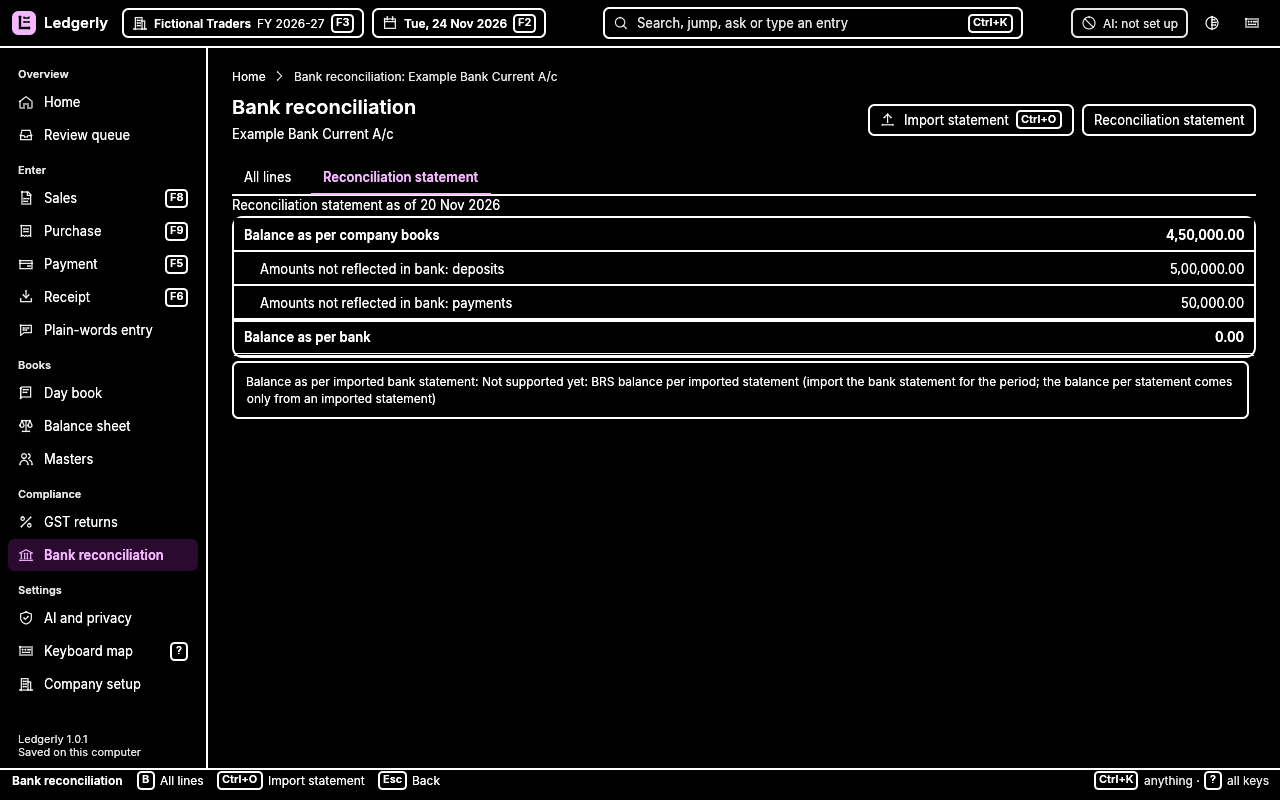 Ledgerly
Fictional Traders FY 2026-27 F3
Tue, 24 Nov 2026 F2
Search, jump, ask or type an entry Ctrl+K
AI: not set up
Overview
Home
Review queue
Enter
Sales F8
Purchase F9
Payment F5
Receipt F6
Plain-words entry
Books
Day book
Balance sheet
Masters
Compliance
GST returns
Bank reconciliation
Settings
AI and privacy
Keyboard map ?
Company setup
Ledgerly 1.0.1
Saved on this computer
Home Bank reconciliation: Example Bank Current A/c
Bank reconciliation
Example Bank Current A/c
Import statement Ctrl+O
Reconciliation statement
All lines Reconciliation statement
Reconciliation statement as of 20 Nov 2026
Balance as per company books 4,50,000.00
Amounts not reflected in bank: deposits 5,00,000.00
Amounts not reflected in bank: payments 50,000.00
Balance as per bank 0.00
Balance as per imported bank statement: Not supported yet: BRS balance per imported statement (import the bank statement for the period; the balance per statement comes
only from an imported statement)
Bank reconciliation B All lines Ctrl+O Import statement Esc Back
Ctrl+K anything · ? all keys